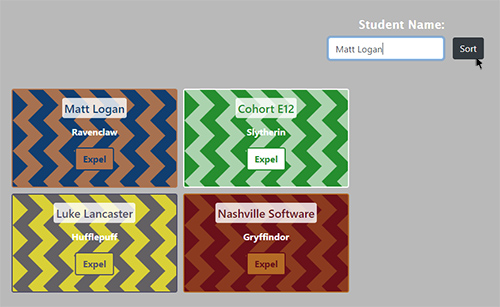 Student Name:
Matt Logan
Sort
Matt Logan
Ravenclaw
Expel
Cohort E12
Slytherin
Expel
Luke Lancaster
Hufflepuff
Expel
Nashville Software
Gryffindor
Expel